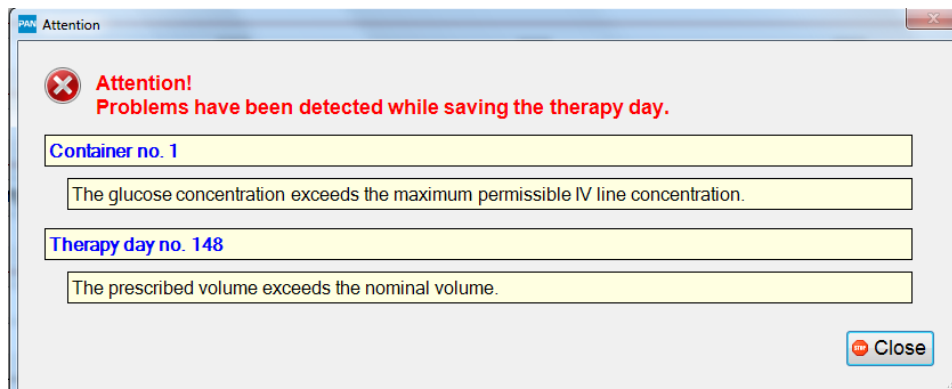 PAN Attention
Attention!
Problems have been detected while saving the therapy day.
Container no. 1
The glucose concentration exceeds the maximum permissible IV line concentration.
Therapy day no. 148
The prescribed volume exceeds the nominal volume.
STOP Close